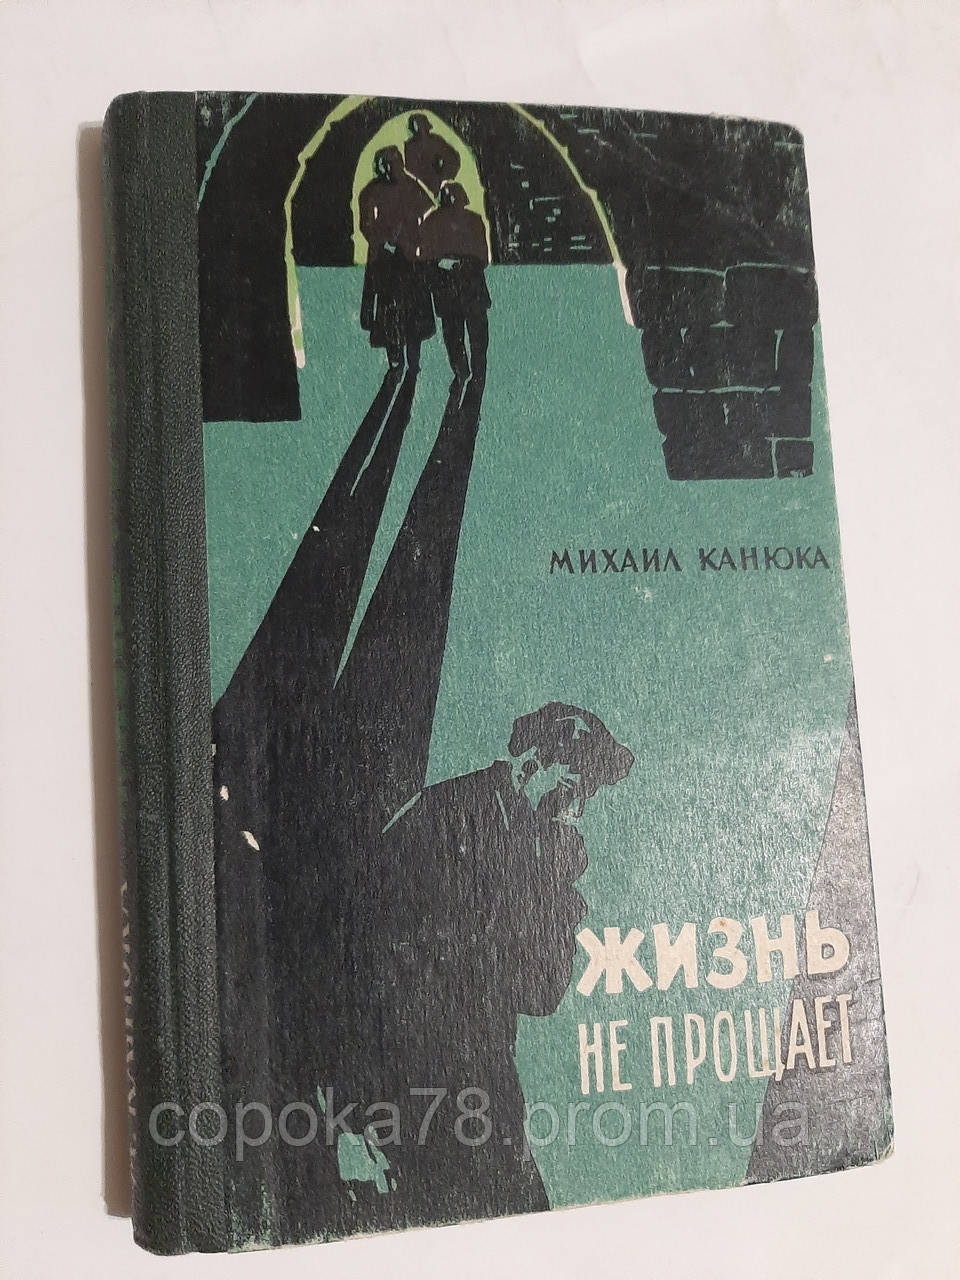 МИХАИЛ КАНЮКА
ЖИЗНЬ
НЕ ПРОЩАЕТ
copoka78.prom.ua